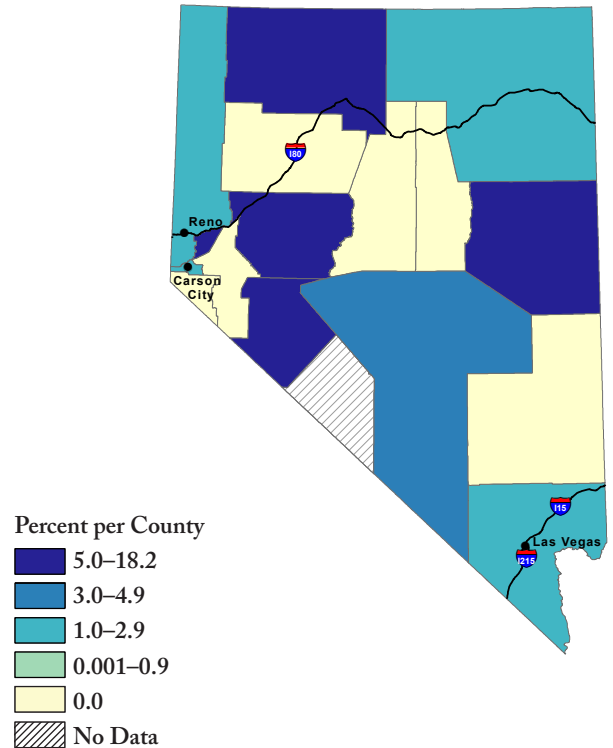 I80
Reno
Carson
City
I15
Las Vegas
I215
Percent per County
5.0–18.2
3.0–4.9
1.0–2.9
0.001–0.9
0.0
No Data